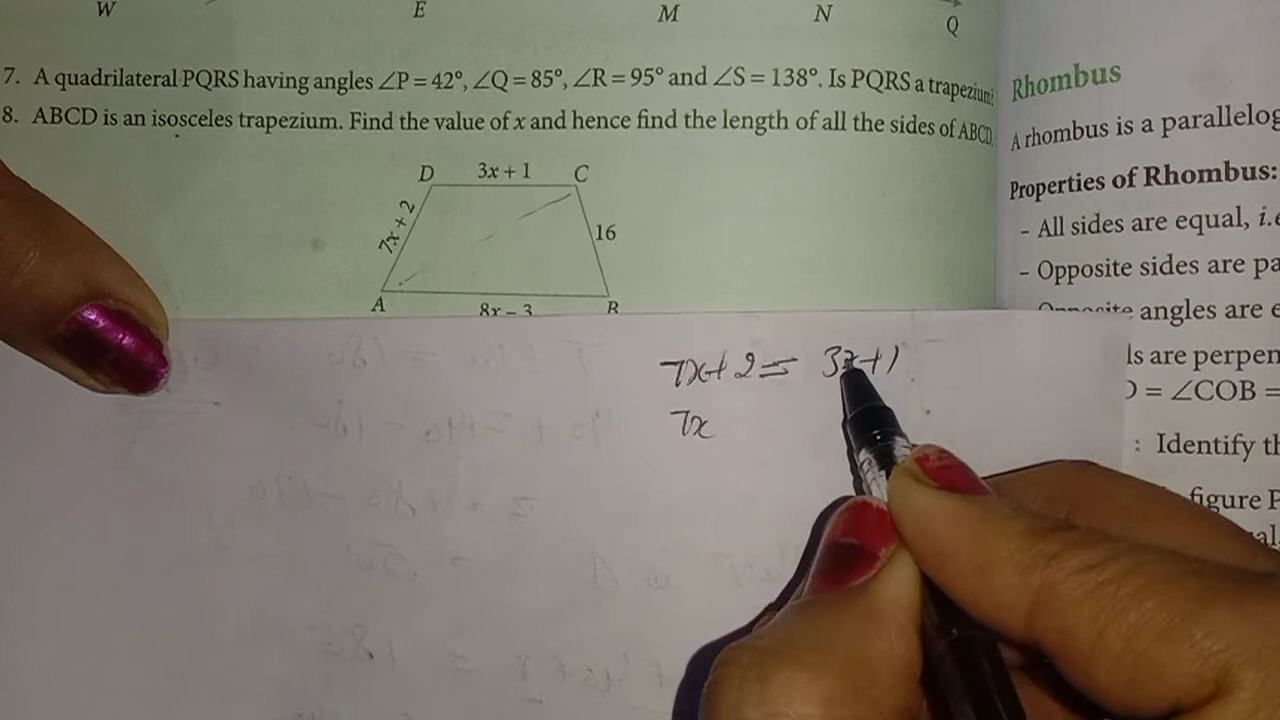 W E M N Q
7. A quadrilateral PQRS having angles ∠P = 42°, ∠Q = 85°, ∠R = 95° and ∠S = 138°. Is PQRS a trapezium?
8. ABCD is an isosceles trapezium. Find the value of x and hence find the length of all the sides of ABCD.
D 3x + 1 C
7x + 2
16
A 8x – 3 B
7x + 2 = 3x + 1
7x
Rhombus
A rhombus is a parallelog
Properties of Rhombus:
- All sides are equal, i.e
- Opposite sides are pa
Opposite angles are e
ls are perpen
= ∠COB =
: Identify th
figure P
al